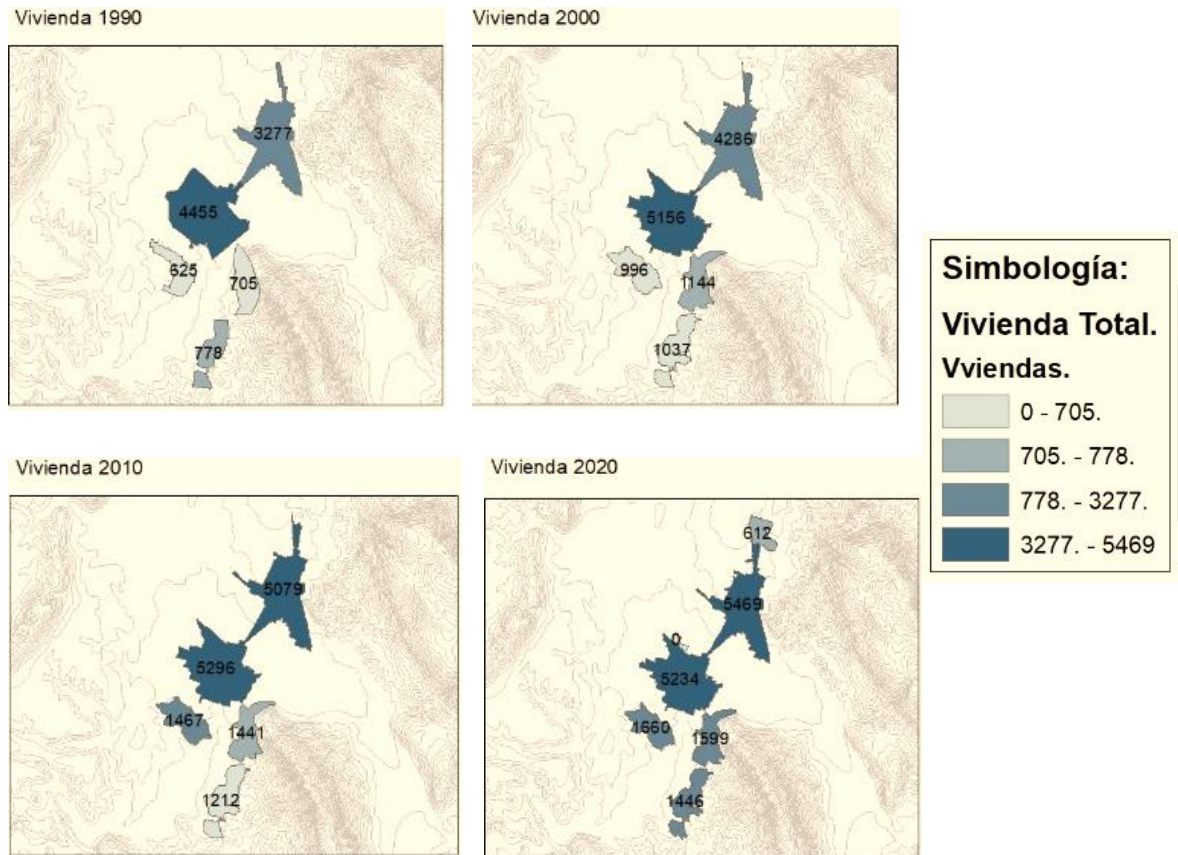 Vivienda 1990
3277
4455
625
705
778
Vivienda 2000
4286
5156
996
1144
1037
Vivienda 2010
5079
5296
1467
1441
1212
Vivienda 2020
612
5469
0
5234
1660
1599
1446
Simbología:
Vivienda Total.
Vviendas.
0 - 705.
705. - 778.
778. - 3277.
3277. - 5469